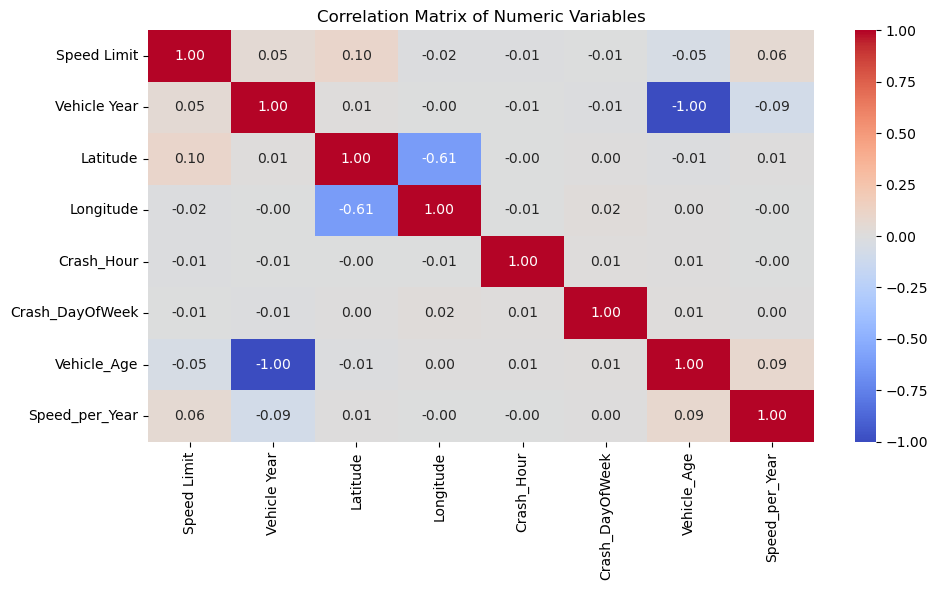 Correlation Matrix of Numeric Variables
Speed Limit 1.00 0.05 0.10 -0.02 -0.01 -0.01 -0.05 0.06
Vehicle Year 0.05 1.00 0.01 -0.00 -0.01 -0.01 -1.00 -0.09
Latitude 0.10 0.01 1.00 -0.61 -0.00 0.00 -0.01 0.01
Longitude -0.02 -0.00 -0.61 1.00 -0.01 0.02 0.00 -0.00
Crash_Hour -0.01 -0.01 -0.00 -0.01 1.00 0.01 0.01 -0.00
Crash_DayOfWeek -0.01 -0.01 0.00 0.02 0.01 1.00 0.01 0.00
Vehicle_Age -0.05 -1.00 -0.01 0.00 0.01 0.01 1.00 0.09
Speed_per_Year 0.06 -0.09 0.01 -0.00 -0.00 0.00 0.09 1.00
Speed Limit
Vehicle Year
Latitude
Longitude
Crash_Hour
Crash_DayOfWeek
Vehicle_Age
Speed_per_Year
1.00
0.75
0.50
0.25
0.00
−0.25
−0.50
−0.75
−1.00